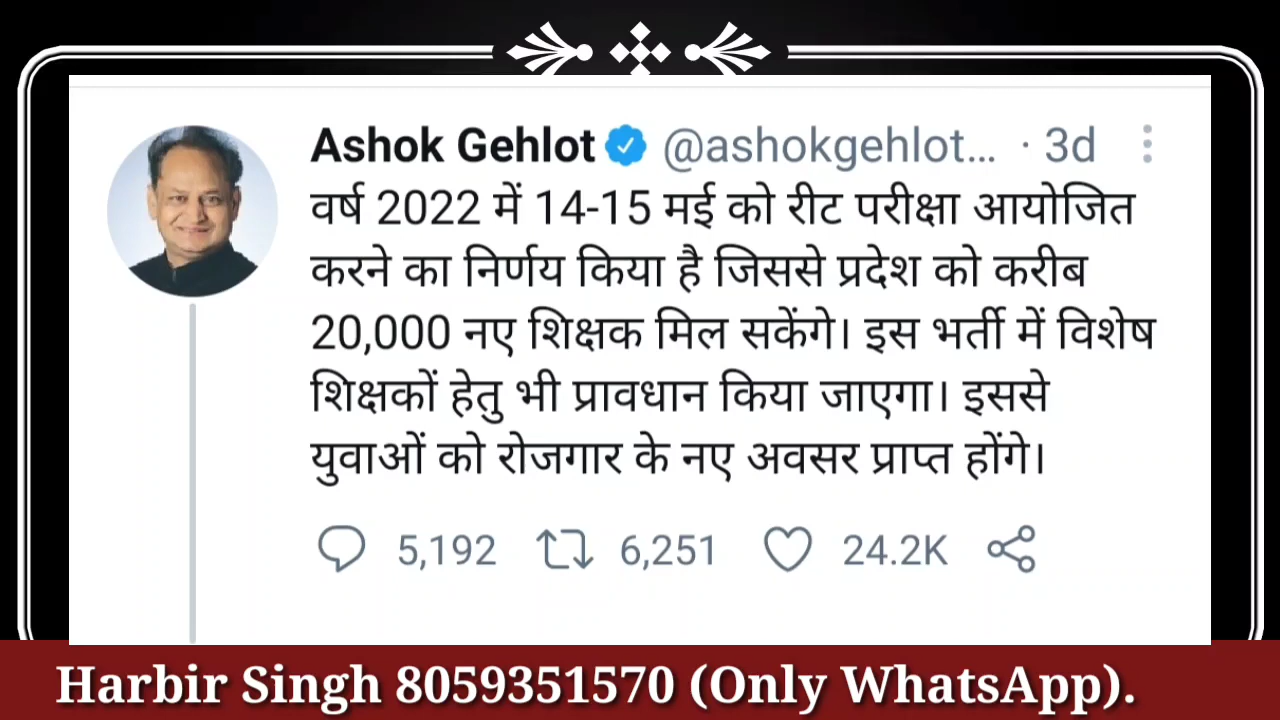 Ashok Gehlot @ashokgehlot... · 3d
वर्ष 2022 में 14-15 मई को रीट परीक्षा आयोजित
करने का निर्णय किया है जिससे प्रदेश को करीब
20,000 नए शिक्षक मिल सकेंगे। इस भर्ती में विशेष
शिक्षकों हेतु भी प्रावधान किया जाएगा। इससे
युवाओं को रोजगार के नए अवसर प्राप्त होंगे।
5,192 6,251 24.2K
Harbir Singh 8059351570 (Only WhatsApp).